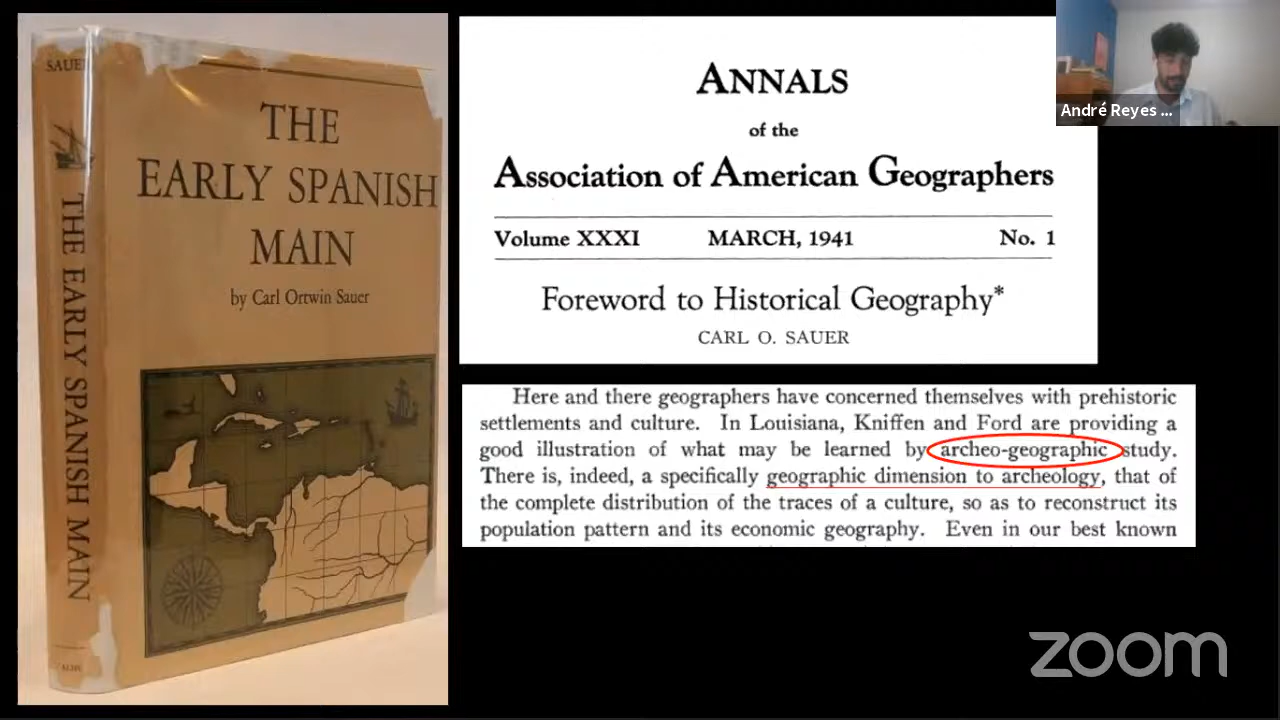 SAUER
THE EARLY SPANISH MAIN
THE
EARLY SPANISH
MAIN
by Carl Ortwin Sauer
ANNALS
of the
Association of American Geographers
Volume XXXI MARCH, 1941 No. 1
Foreword to Historical Geography*
CARL O. SAUER
Here and there geographers have concerned themselves with prehistoric
settlements and culture. In Louisiana, Kniffen and Ford are providing a
good illustration of what may be learned by archeo-geographic study.
There is, indeed, a specifically geographic dimension to archeology, that of
the complete distribution of the traces of a culture, so as to reconstruct its
population pattern and its economic geography. Even in our best known
André Reyes ...
zoom